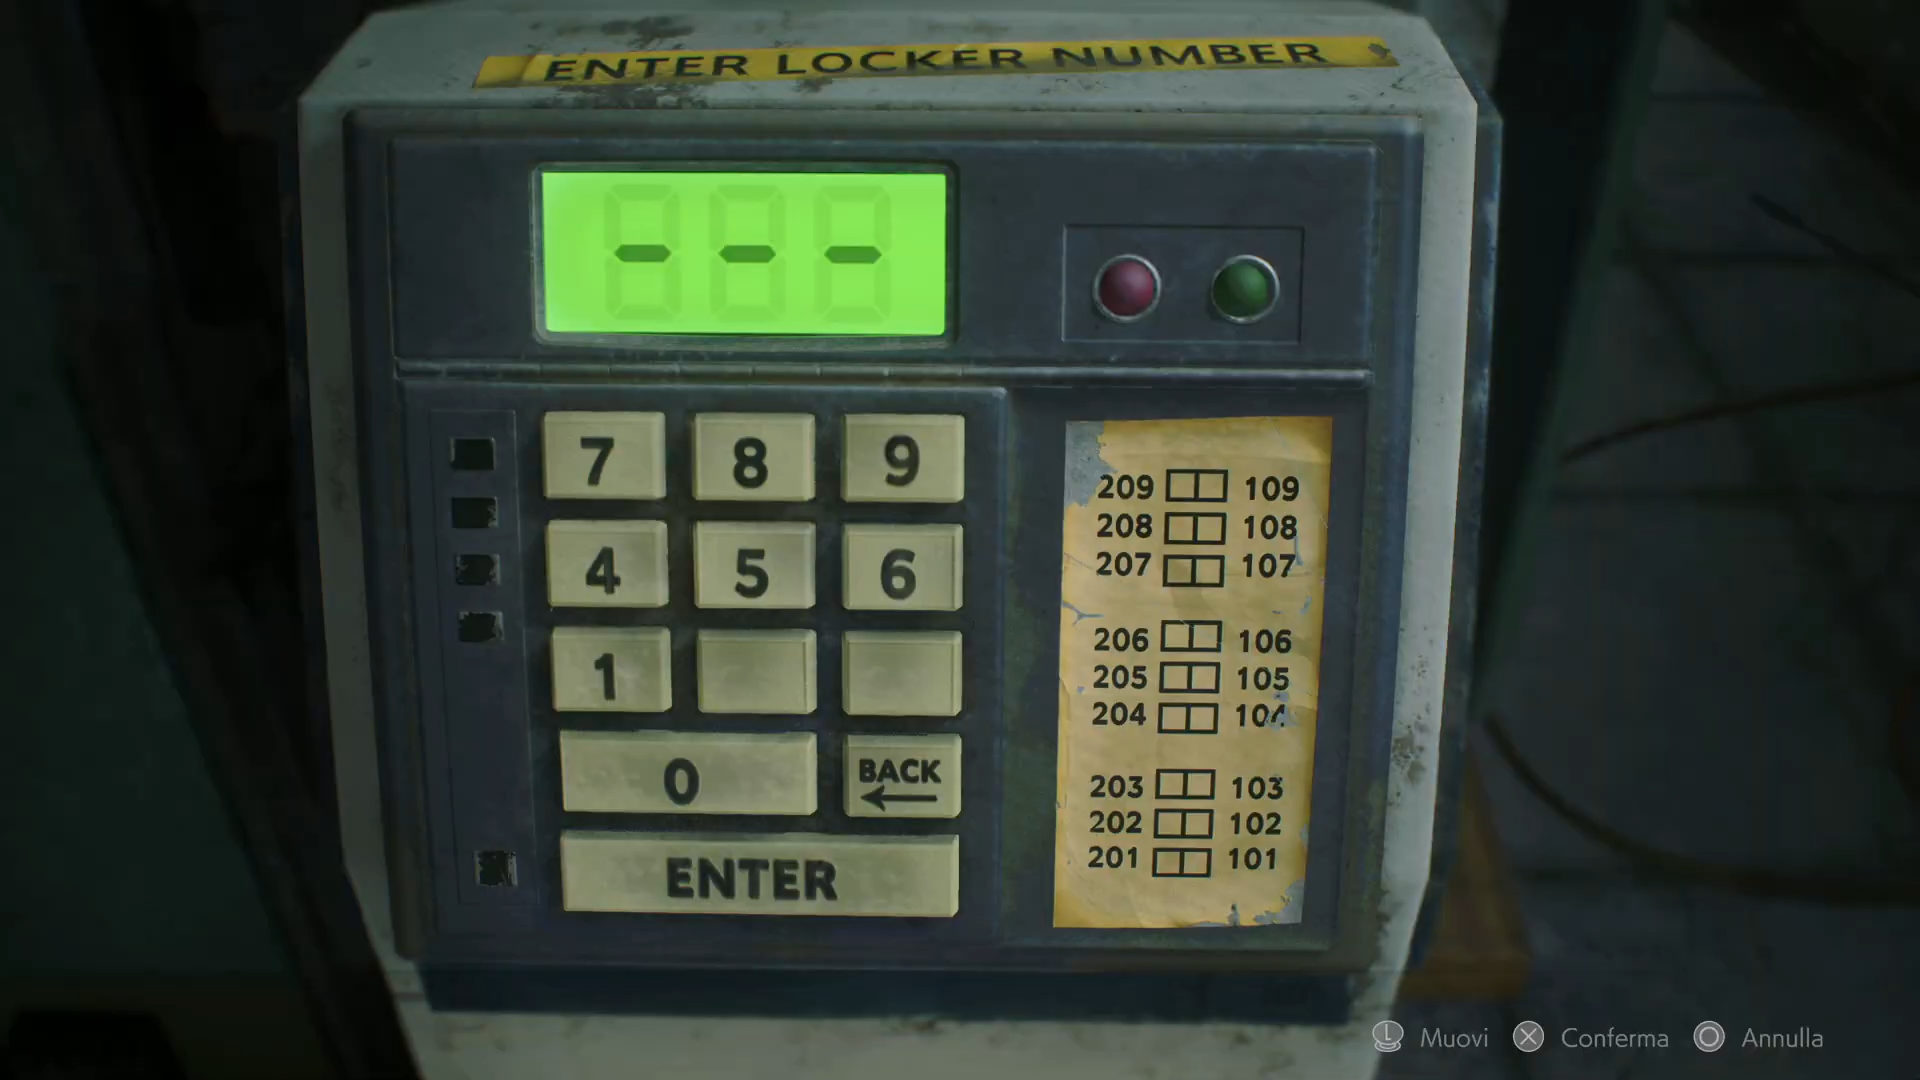 ENTER LOCKER NUMBER
- - -
7 8 9
4 5 6
1
0 BACK
ENTER
209 109
208 108
207 107
206 106
205 105
204 104
203 103
202 102
201 101
L Muovi Conferma Annulla